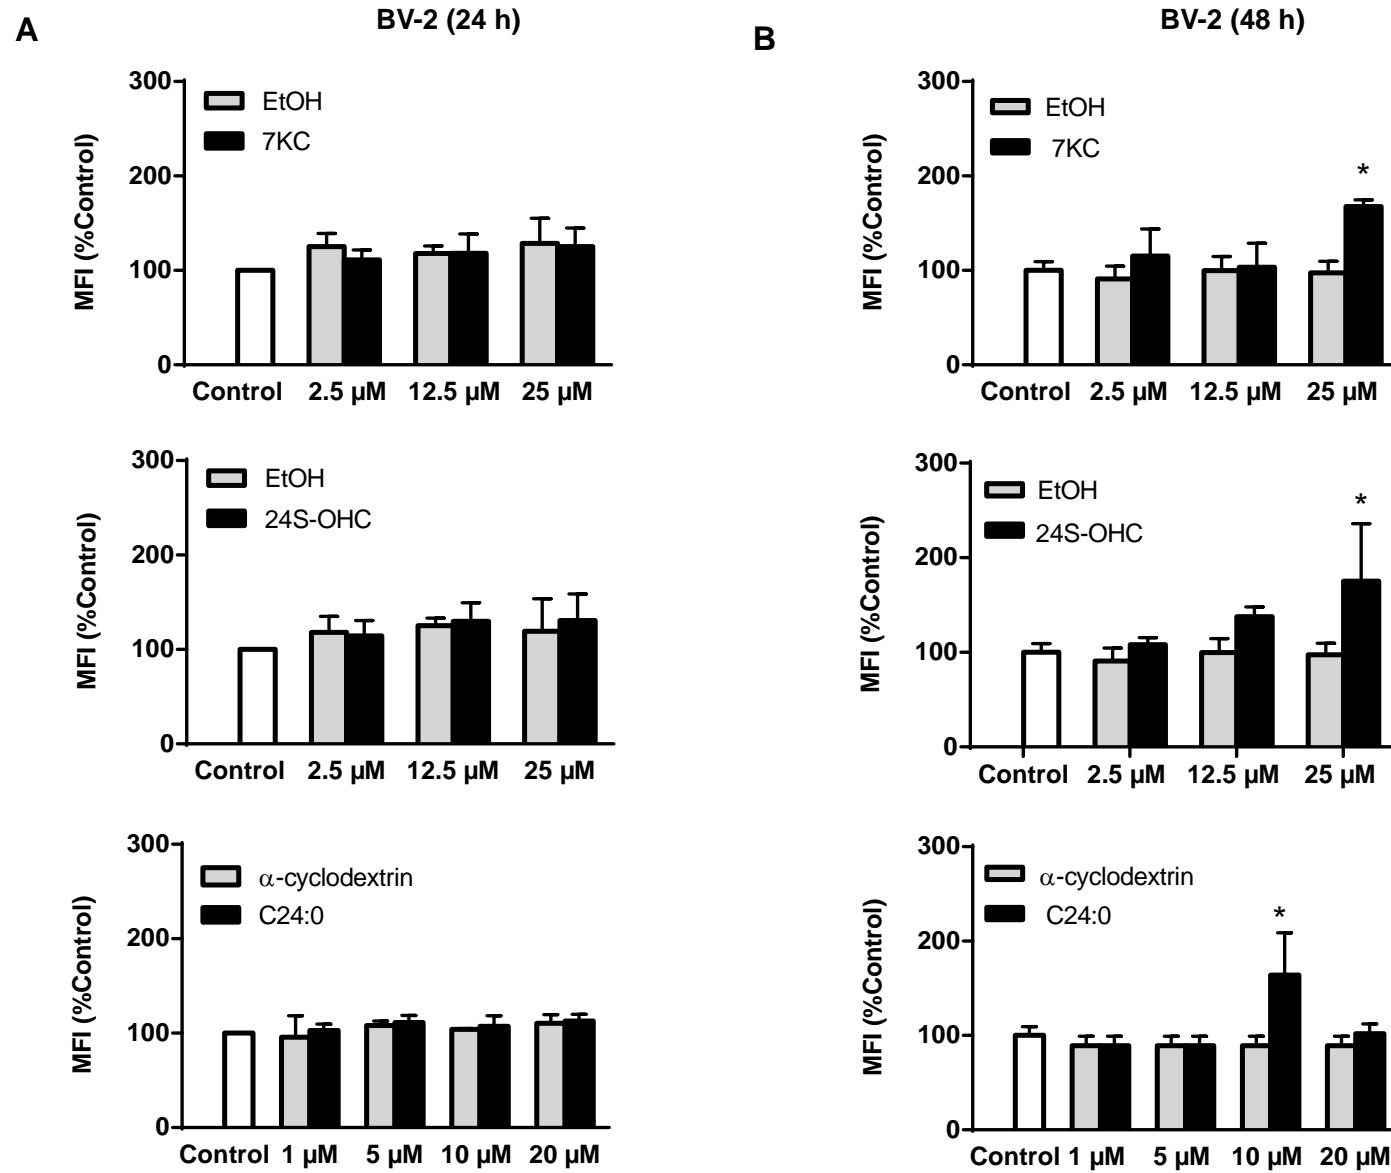 A
BV-2 (24 h)
300
200
100
0
MFI (%Control)
EtOH
7KC
Control 2.5 µM 12.5 µM 25 µM
300
200
100
0
MFI (%Control)
EtOH
24S-OHC
Control 2.5 µM 12.5 µM 25 µM
300
200
100
0
MFI (%Control)
α-cyclodextrin
C24:0
Control 1 µM 5 µM 10 µM 20 µM
B
BV-2 (48 h)
300
200
100
0
MFI (%Control)
EtOH
7KC
*
Control 2.5 µM 12.5 µM 25 µM
300
200
100
0
MFI (%Control)
EtOH
24S-OHC
*
Control 2.5 µM 12.5 µM 25 µM
300
200
100
0
MFI (%Control)
α-cyclodextrin
C24:0
*
Control 1 µM 5 µM 10 µM 20 µM